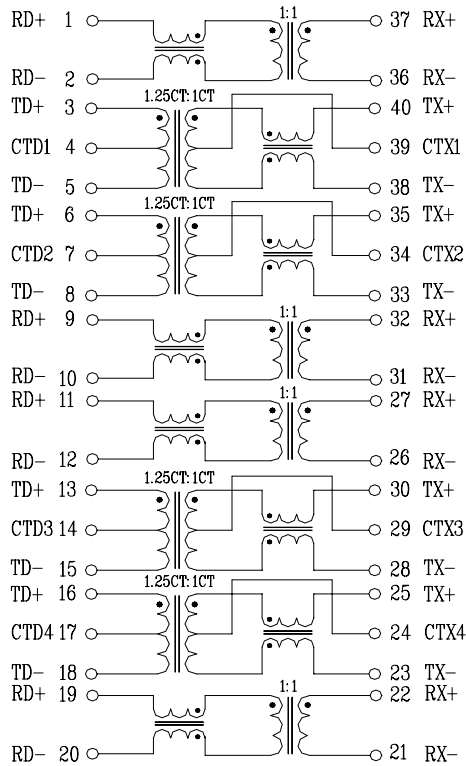 1:1
RD+ 1 37 RX+
RD- 2 36 RX-
1.25CT:1CT
TD+ 3 40 TX+
CTD1 4 39 CTX1
TD- 5 38 TX-
1.25CT:1CT
TD+ 6 35 TX+
CTD2 7 34 CTX2
TD- 8 33 TX-
1:1
RD+ 9 32 RX+
RD- 10 31 RX-
1:1
RD+ 11 27 RX+
RD- 12 26 RX-
1.25CT:1CT
TD+ 13 30 TX+
CTD3 14 29 CTX3
TD- 15 28 TX-
1.25CT:1CT
TD+ 16 25 TX+
CTD4 17 24 CTX4
TD- 18 23 TX-
1:1
RD+ 19 22 RX+
RD- 20 21 RX-